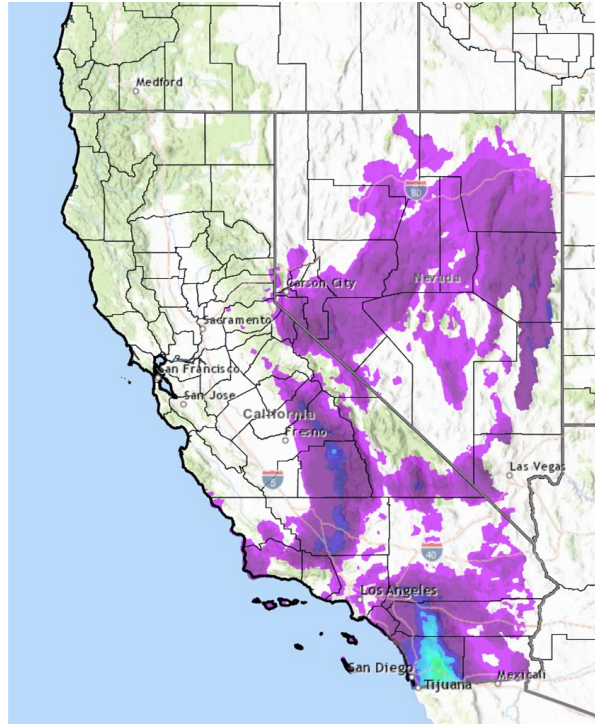 Medford
80
Carson City
Nevada
Sacramento
San Francisco
San Jose
California
Fresno
5
Las Vegas
40
Los Angeles
San Diego
Mexicali
Tijuana